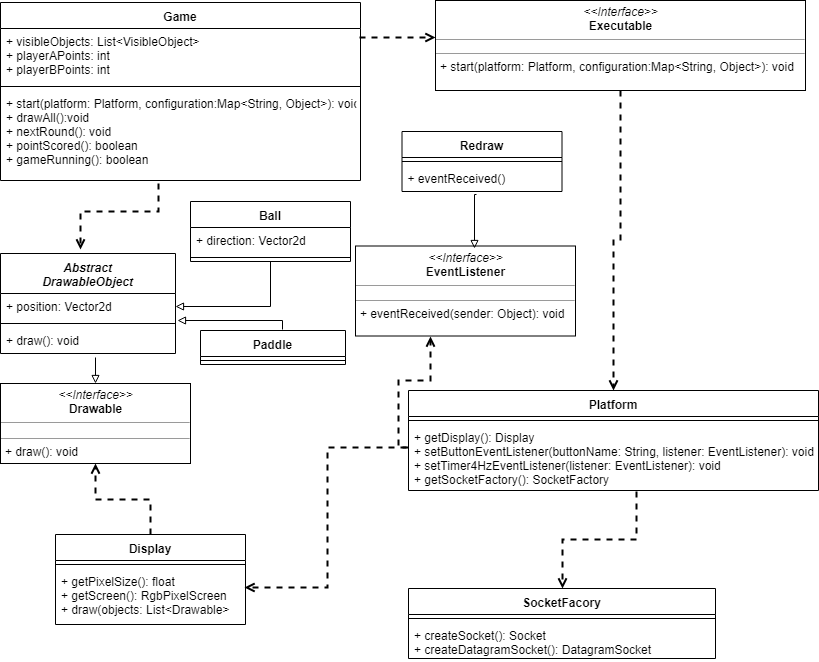 Game
+ visibleObjects: List<VisibleObject>
+ playerAPoints: int
+ playerBPoints: int
+ start(platform: Platform, configuration:Map<String, Object>): voi
+ drawAll():void
+ nextRound(): void
+ pointScored(): boolean
+ gameRunning(): boolean
<<Interface>>
Executable
+ start(platform: Platform, configuration:Map<String, Object>): void
Redraw
+ eventReceived()
Ball
+ direction: Vector2d
<<Interface>>
EventListener
+ eventReceived(sender: Object): void
Abstract
DrawableObject
+ position: Vector2d
+ draw(): void
Paddle
<<Interface>>
Drawable
+ draw(): void
Platform
+ getDisplay(): Display
+ setButtonEventListener(buttonName: String, listener: EventListener): void
+ setTimer4HzEventListener(listener: EventListener): void
+ getSocketFactory(): SocketFactory
Display
+ getPixelSize(): float
+ getScreen(): RgbPixelScreen
+ draw(objects: List<Drawable>
SocketFacory
+ createSocket(): Socket
+ createDatagramSocket(): DatagramSocket